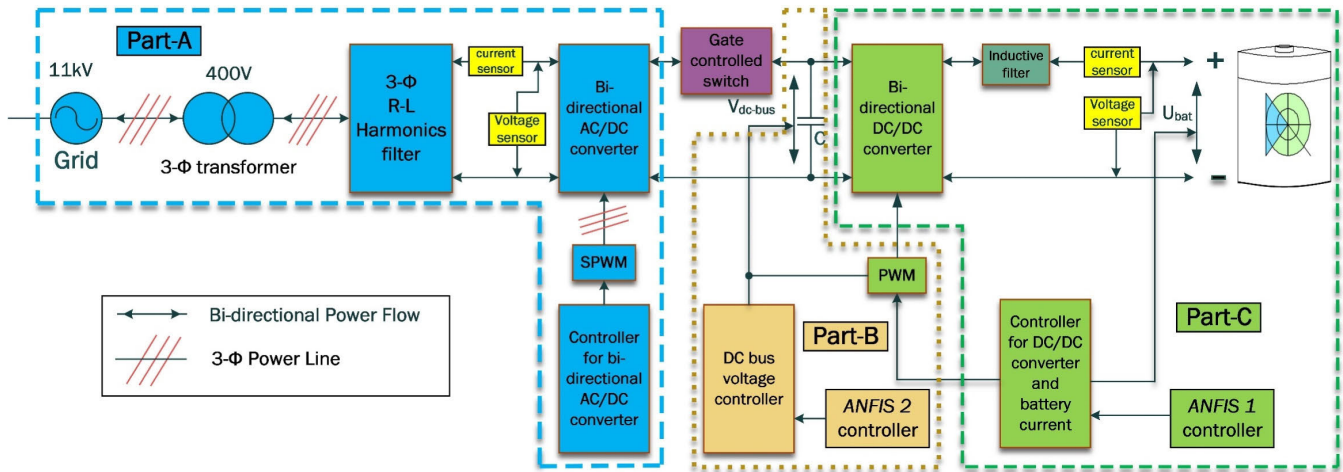 Part-A
11kV
Grid
400V
3-Φ transformer
3-Φ
R-L
Harmonics
filter
current
sensor
Voltage
sensor
Bi-
directional
AC/DC
converter
SPWM
Controller
for bi-
directional
AC/DC
converter
Bi-directional Power Flow
3-Φ Power Line
Gate
controlled
switch
V dc-bus
C
Bi-
directional
DC/DC
converter
PWM
Part-B
DC bus
voltage
controller
ANFIS 2
controller
Inductive
filter
current
sensor
Voltage
sensor
+
U bat
−
Part-C
Controller
for DC/DC
converter
and
battery
current
ANFIS 1
controller